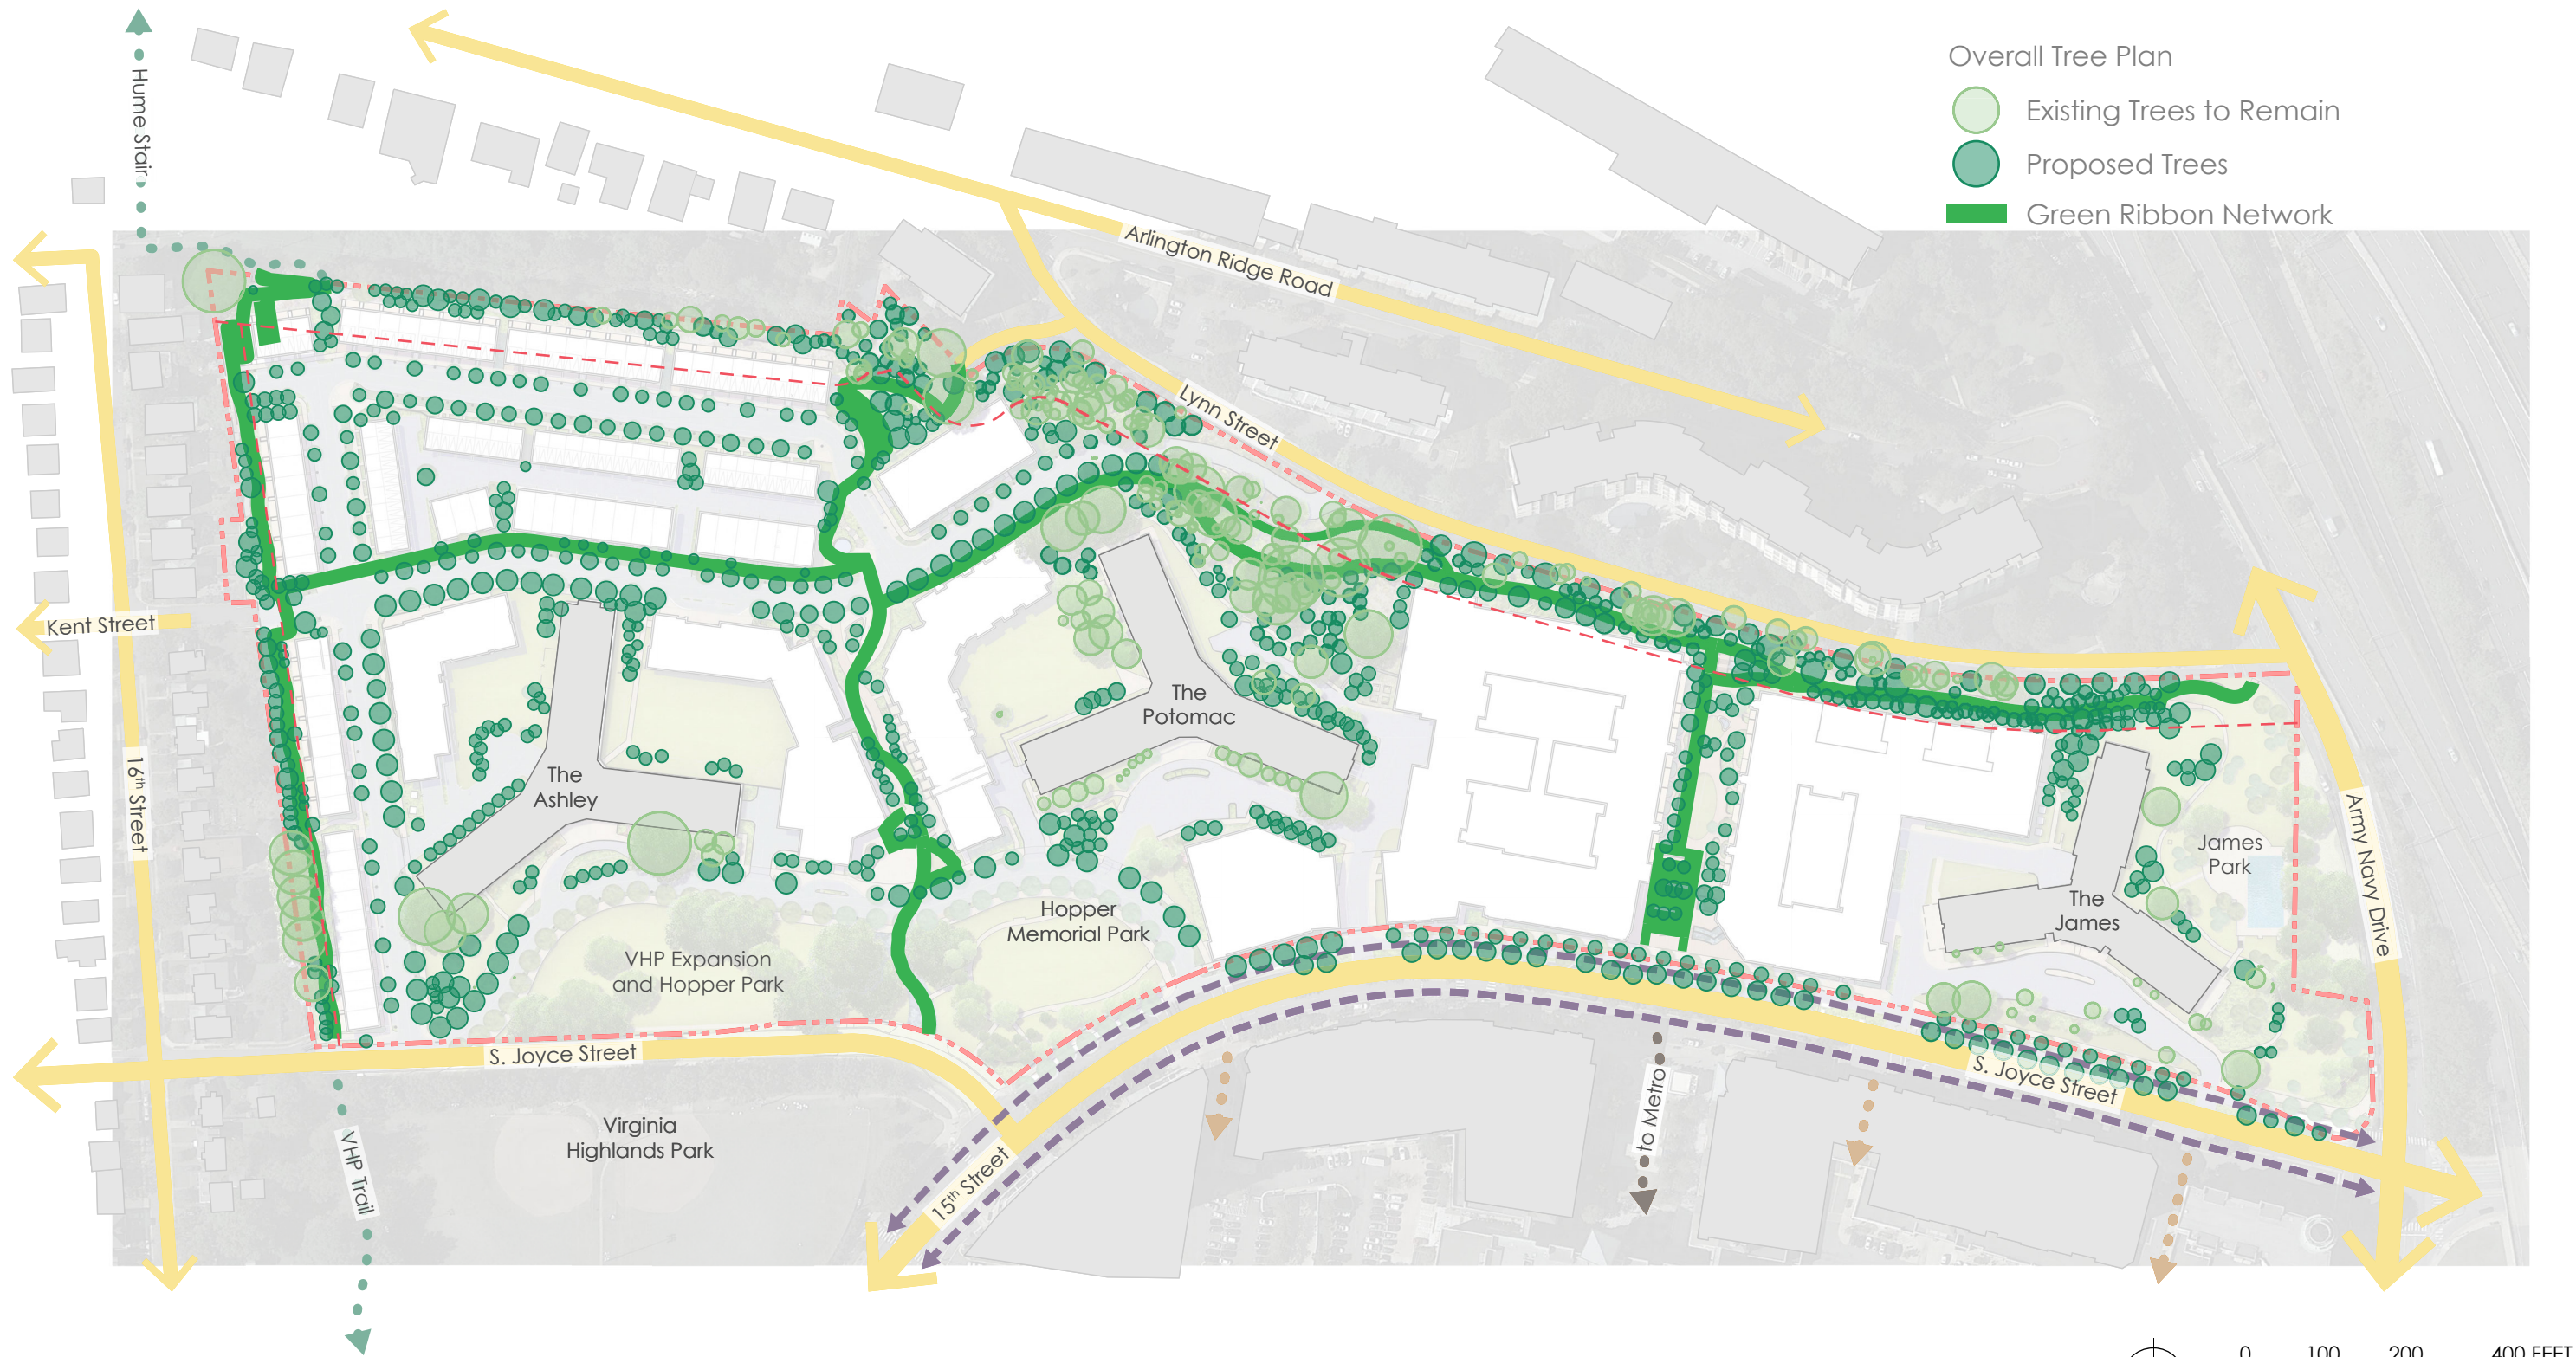 Overall Tree Plan
Existing Trees to Remain
Proposed Trees
Green Ribbon Network
Hume Stair
Arlington Ridge Road
Lynn Street
Kent Street
16th Street
The
Potomac
The
Ashley
James
Park
The
James
Army Navy Drive
Hopper
Memorial Park
VHP Expansion
and Hopper Park
S. Joyce Street
S. Joyce Street
to Metro
Virginia
Highlands Park
VHP Trail
15th Street
0 100 200 400 FEET